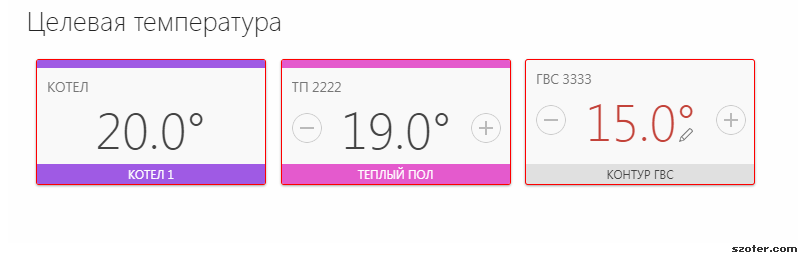 Целевая температура
КОТЕЛ
20.0°
КОТЕЛ 1
ТП 2222
19.0°
ТЕПЛЫЙ ПОЛ
ГВС 3333
15.0°
КОНТУР ГВС
szoter.com